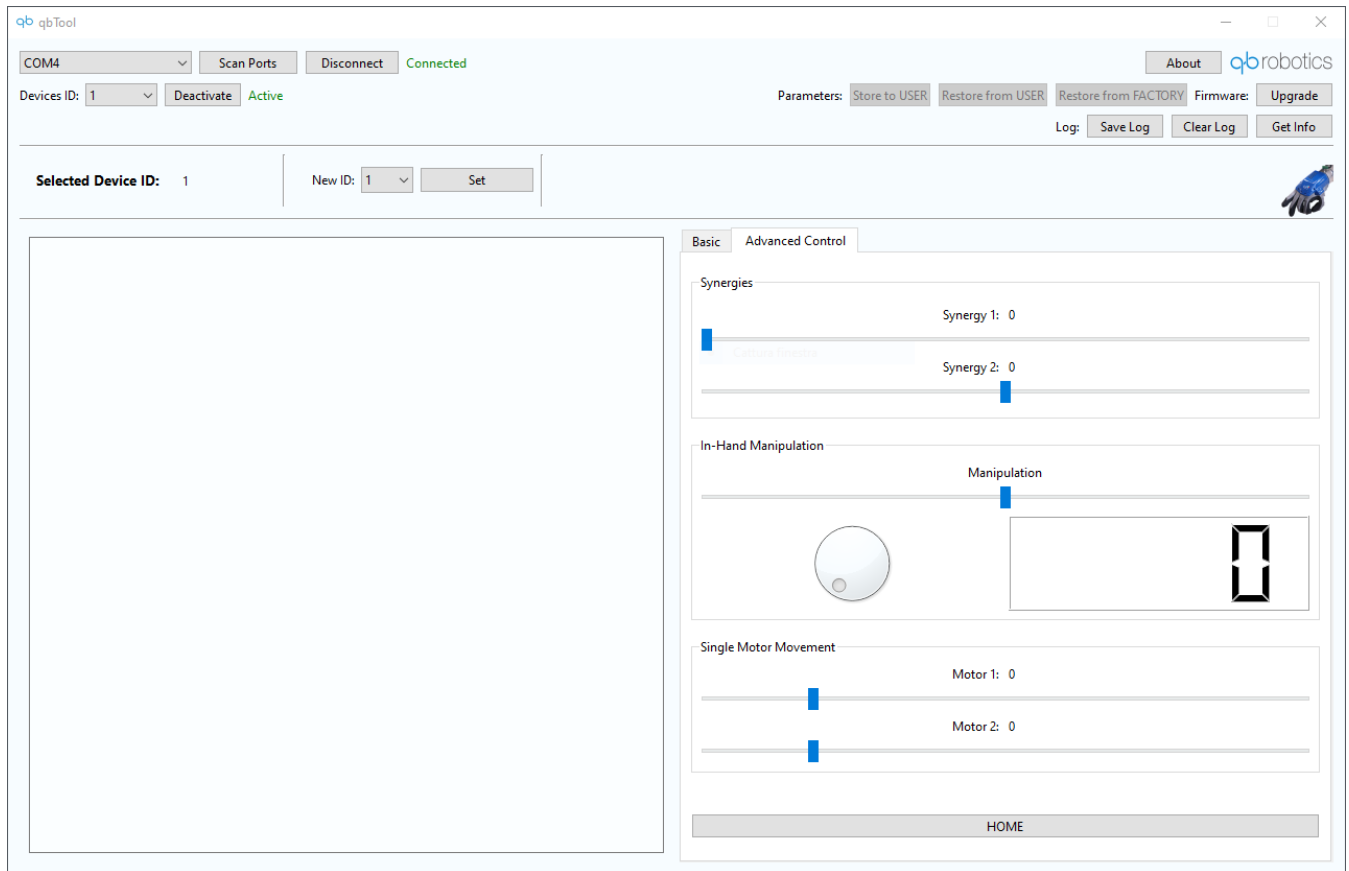 qb qbTool
COM4 Scan Ports Disconnect Connected About qbrobotics
Devices ID: 1 Deactivate Active Parameters: Store to USER Restore from USER Restore from FACTORY Firmware: Upgrade
Log: Save Log Clear Log Get Info
Selected Device ID: 1 New ID: 1 Set
Basic Advanced Control
Synergies
Synergy 1: 0
Cattura finestra
Synergy 2: 0
In-Hand Manipulation
Manipulation
0
Single Motor Movement
Motor 1: 0
Motor 2: 0
HOME